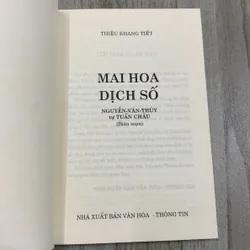 THIỆU KHANG TIẾT
MAI HOA
DỊCH SỐ
NGUYỄN-VĂN-THÙY
tự TUẤN CHÂU
(Biên soạn)
NHÀ XUẤT BẢN VĂN HÓA - THÔNG TIN